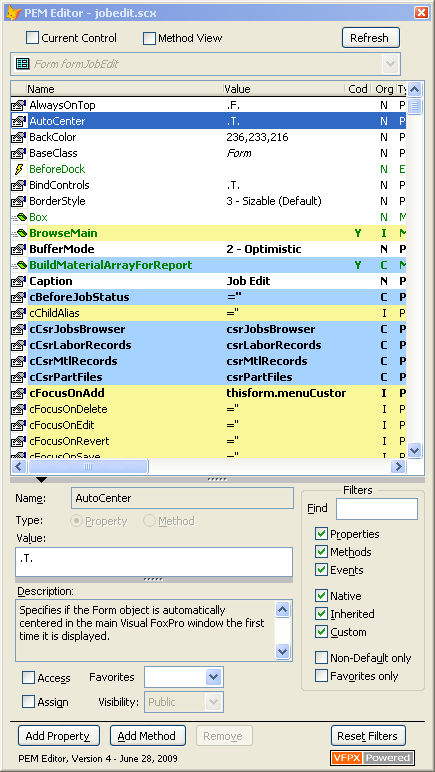 PEM Editor - jobedit.scx
Current Control Method View Refresh
Form formJobEdit
Name Value Cod Org Ty
AlwaysOnTop .F. N P
AutoCenter .T. N P
BackColor 236,233,216 N P
BaseClass Form N P
BeforeDock N E
BindControls .T. N P
BorderStyle 3 - Sizable (Default) N P
Box N M
BrowseMain Y I M
BufferMode 2 - Optimistic N P
BuildMaterialArrayForReport Y C M
Caption Job Edit N P
cBeforeJobStatus ='' C P
cChildAlias ='' I P
cCsrJobsBrowser csrJobsBrowser C P
cCsrLaborRecords csrLaborRecords C P
cCsrMtlRecords csrMtlRecords C P
cCsrPartFiles csrPartFiles C P
cFocusOnAdd thisform.menuCustor I P
cFocusOnDelete ='' I P
cFocusOnEdit ='' I P
cFocusOnRevert ='' I P
cFocusOnSave ='' I P
Name: AutoCenter
Type: Property Method
Value:
.T.
Description:
Specifies if the Form object is automatically
centered in the main Visual FoxPro window the first
time it is displayed.
Access Favorites
Assign Visibility: Public
Filters
Find
Properties
Methods
Events
Native
Inherited
Custom
Non-Default only
Favorites only
Add Property Add Method Remove Reset Filters
PEM Editor, Version 4 - June 28, 2009 VFPX Powered